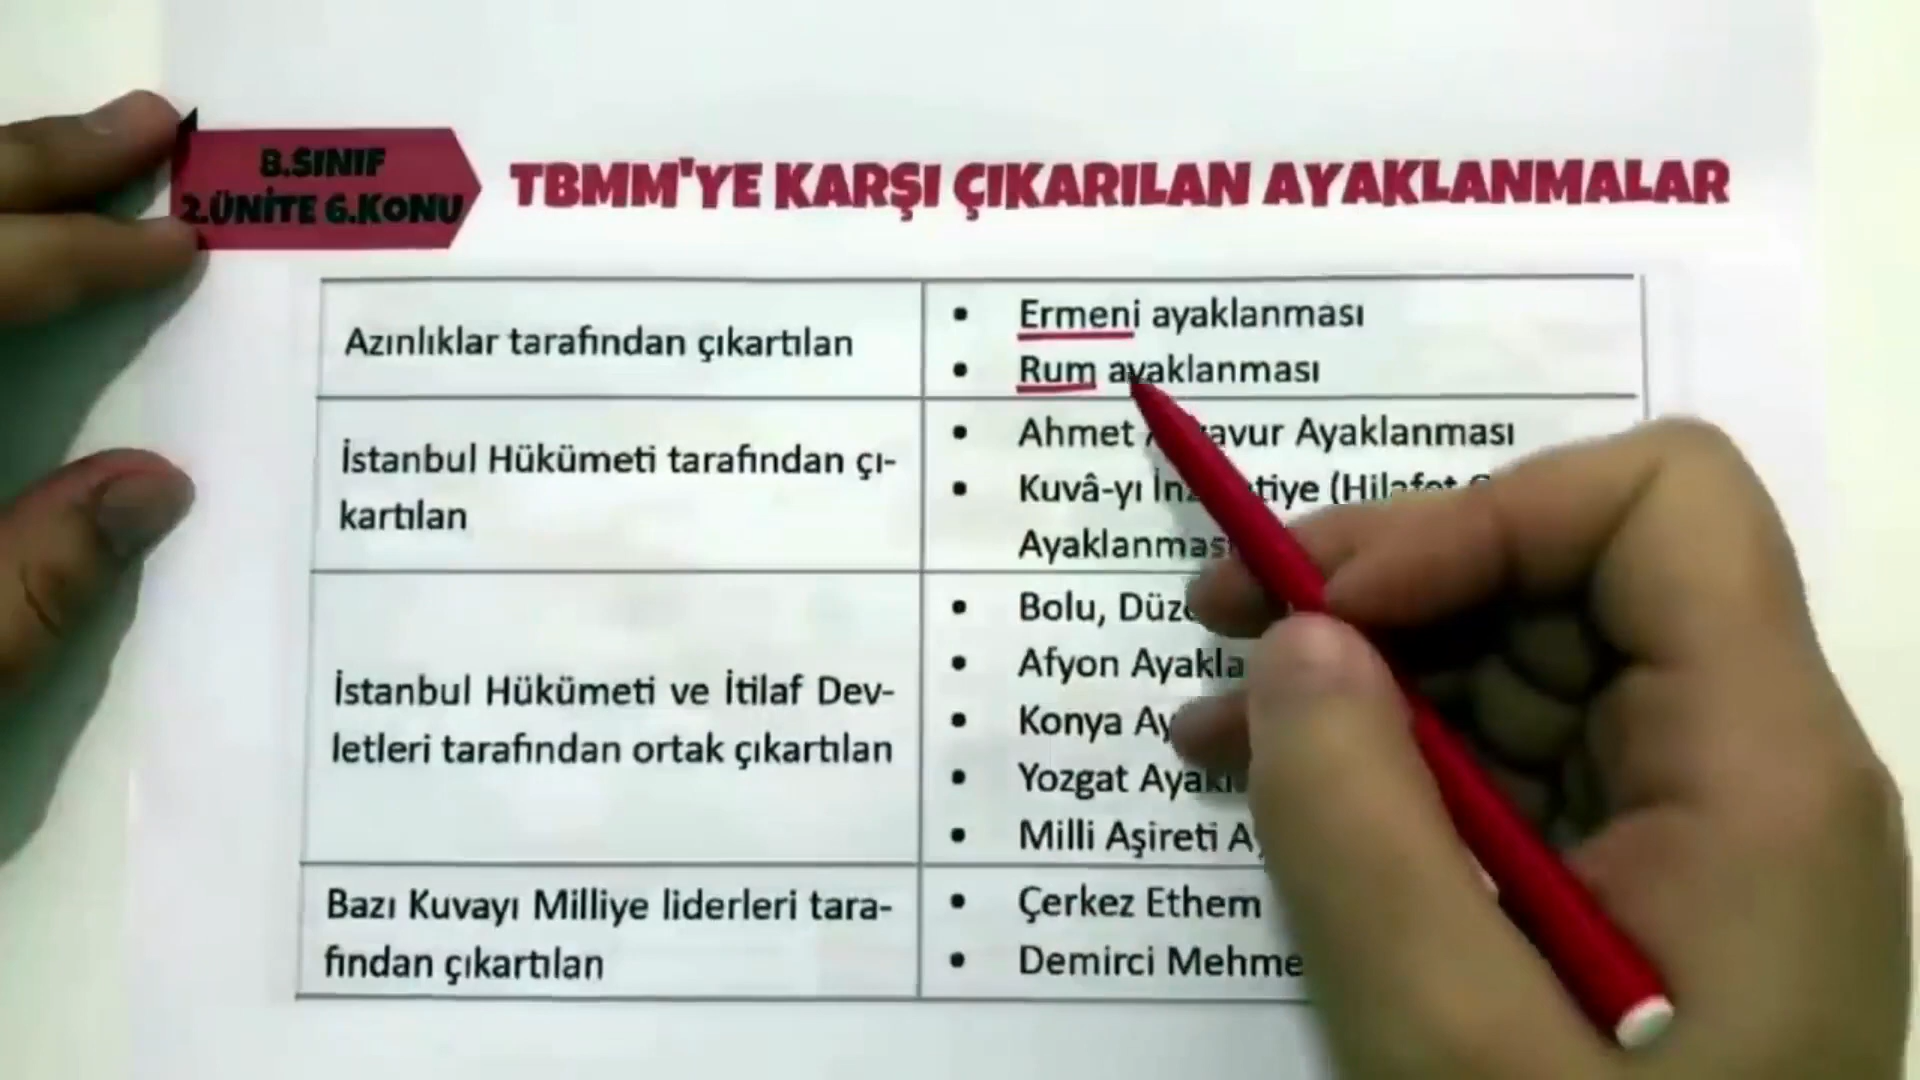 8.SINIF
2.ÜNİTE 6.KONU
TBMM'YE KARŞI ÇIKARILAN AYAKLANMALAR
Azınlıklar tarafından çıkartılan
• Ermeni ayaklanması
• Rum ayaklanması
İstanbul Hükümeti tarafından çı-
kartılan
• Ahmet Ayaklanması
• Kuvâ-yı (Hilafet
Ayaklanması
İstanbul Hükümeti ve İtilaf Dev-
letleri tarafından ortak çıkartılan
• Bolu,
• Afyon
• Konya
• Yozgat
• Milli Aşireti
Bazı Kuvayı Milliye liderleri tara-
fından çıkartılan
• Çerkez Ethem
• Demirci